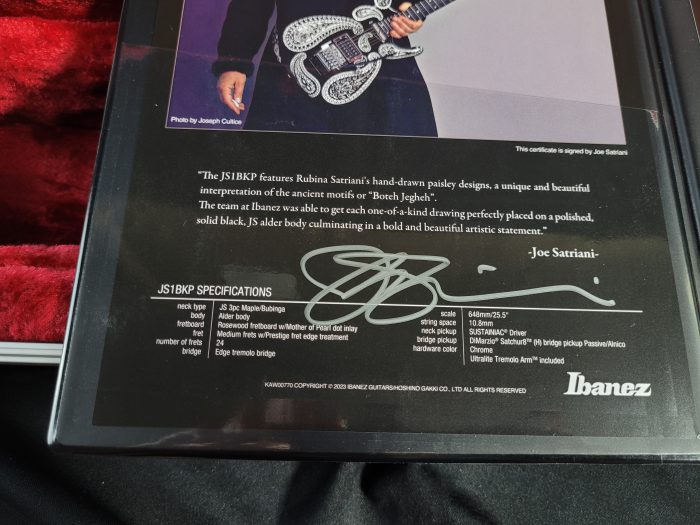 Photo by Joseph Cultice
This certificate is signed by Joe Satriani
"The JS1BKP features Rubina Satriani's hand-drawn paisley designs, a unique and beautiful
interpretation of the ancient motifs or "Boteh Jegheh".
The team at Ibanez was able to get each one-of-a-kind drawing perfectly placed on a polished,
solid black, JS alder body culminating in a bold and beautiful artistic statement."
-Joe Satriani-
JS1BKP SPECIFICATIONS
neck type JS 3pc Maple/Bubinga
body Alder body
fretboard Rosewood fretboard w/Mother of Pearl dot inlay
fret Medium frets w/Prestige fret edge treatment
number of frets 24
bridge Edge tremolo bridge
scale 648mm/25.5"
string space 10.8mm
neck pickup SUSTAINIAC® Driver
bridge pickup DiMarzio® Satchur8™ (H) bridge pickup Passive/Alnico
hardware color Chrome
Ultralite Tremolo Arm™ included
Ibanez
KAW00770 COPYRIGHT © 2023 IBANEZ GUITARS/HOSHINO GAKKI CO., LTD ALL RIGHTS RESERVED